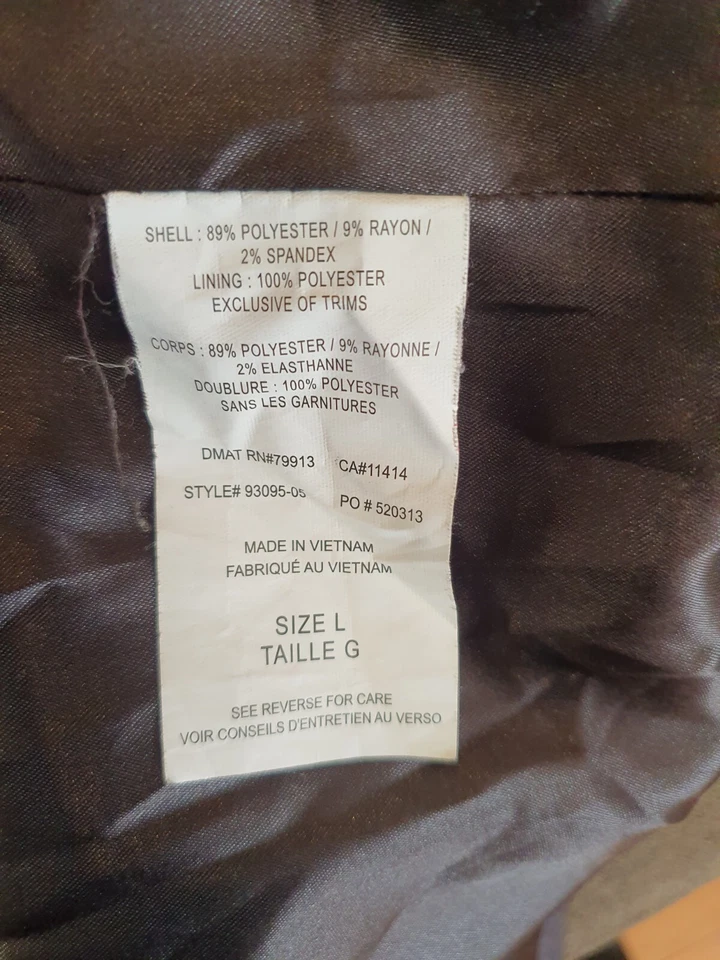 SHELL : 89% POLYESTER / 9% RAYON /
2% SPANDEX
LINING : 100% POLYESTER
EXCLUSIVE OF TRIMS
CORPS : 89% POLYESTER / 9% RAYONNE /
2% ELASTHANNE
DOUBLURE : 100% POLYESTER
SANS LES GARNITURES
DMAT RN#79913 CA#11414
STYLE# 93095-05 PO # 520313
MADE IN VIETNAM
FABRIQUÉ AU VIETNAM
SIZE L
TAILLE G
SEE REVERSE FOR CARE
VOIR CONSEILS D'ENTRETIEN AU VERSO